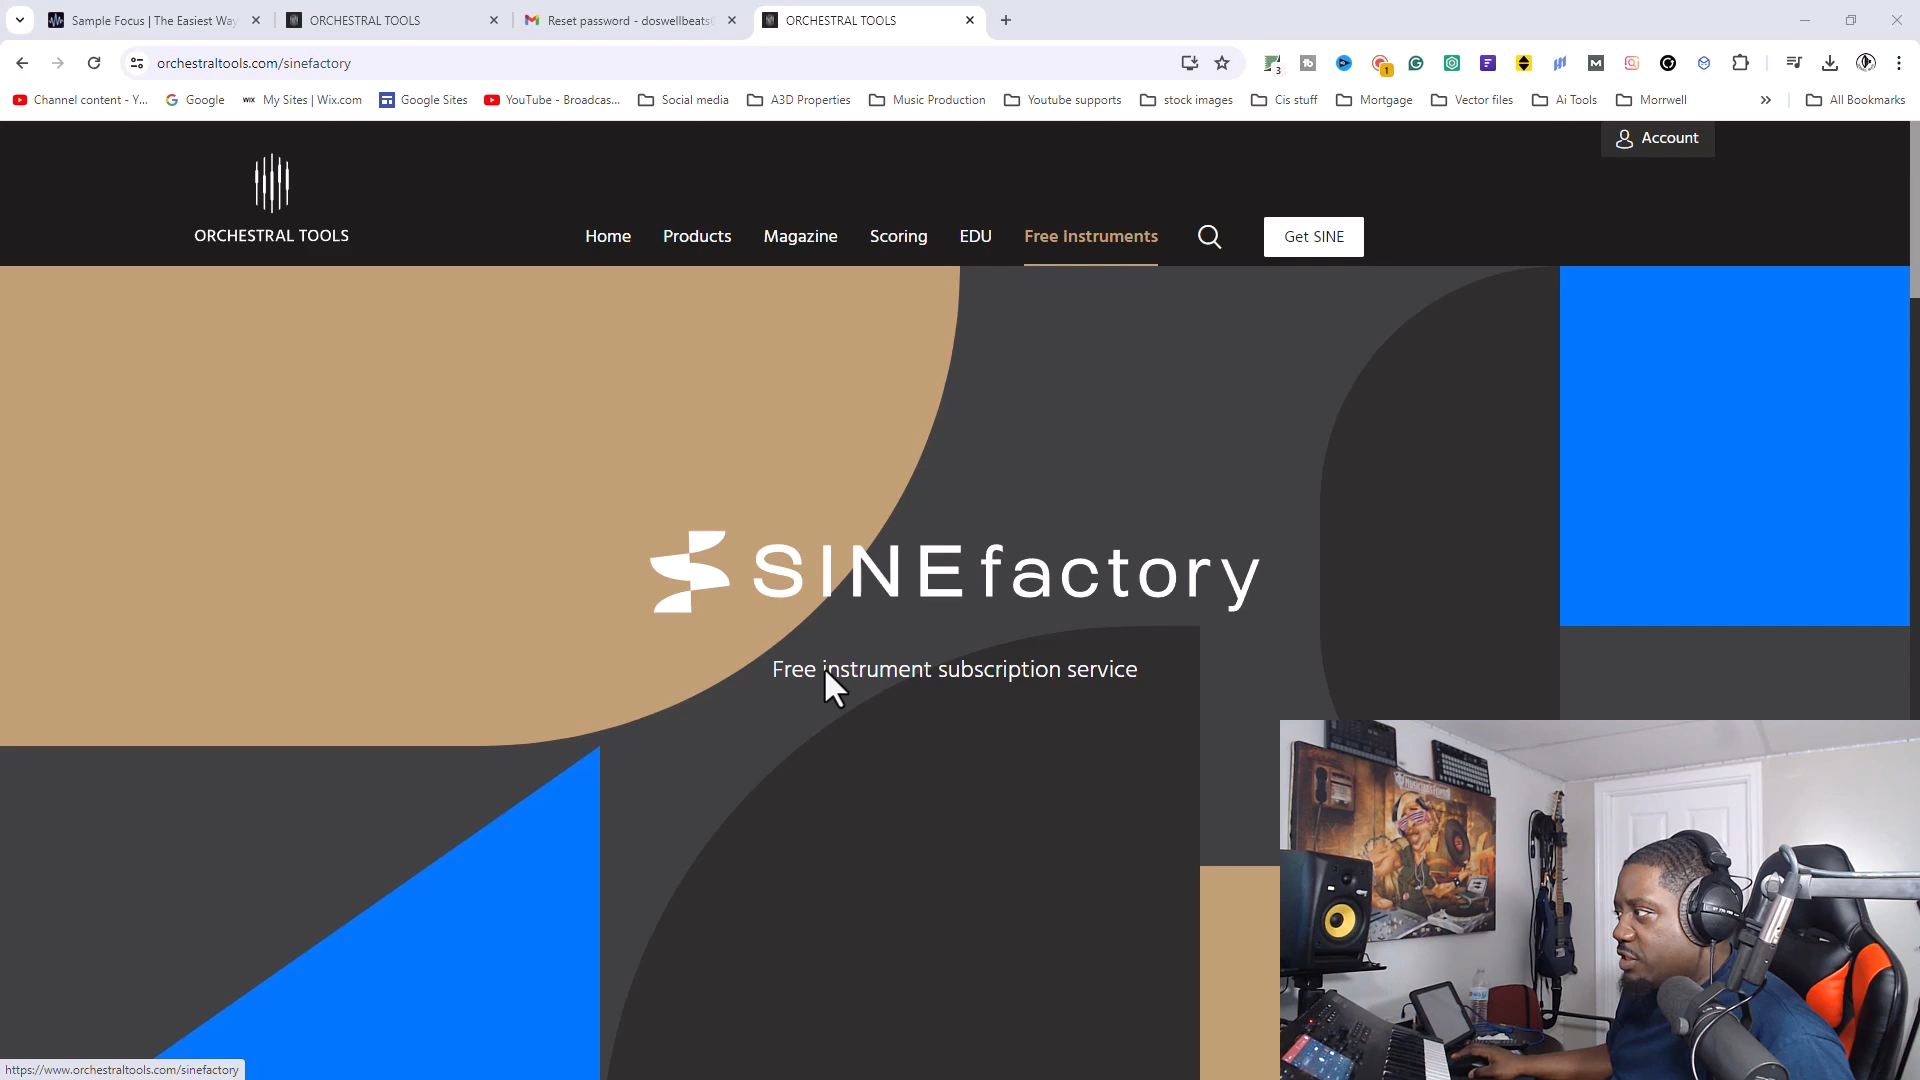 Sample Focus | The Easiest Way
ORCHESTRAL TOOLS
Reset password - doswellbeats
ORCHESTRAL TOOLS
orchestraltools.com/sinefactory
3
1
Channel content - Y...
Google
WiX My Sites | Wix.com
Google Sites
YouTube - Broadcas...
Social media
A3D Properties
Music Production
Youtube supports
stock images
Cis stuff
Mortgage
Vector files
Ai Tools
Morrwell
All Bookmarks
Account
ORCHESTRAL TOOLS
Home
Products
Magazine
Scoring
EDU
Free Instruments
Get SINE
SINEfactory
Free instrument subscription service
https://www.orchestraltools.com/sinefactory